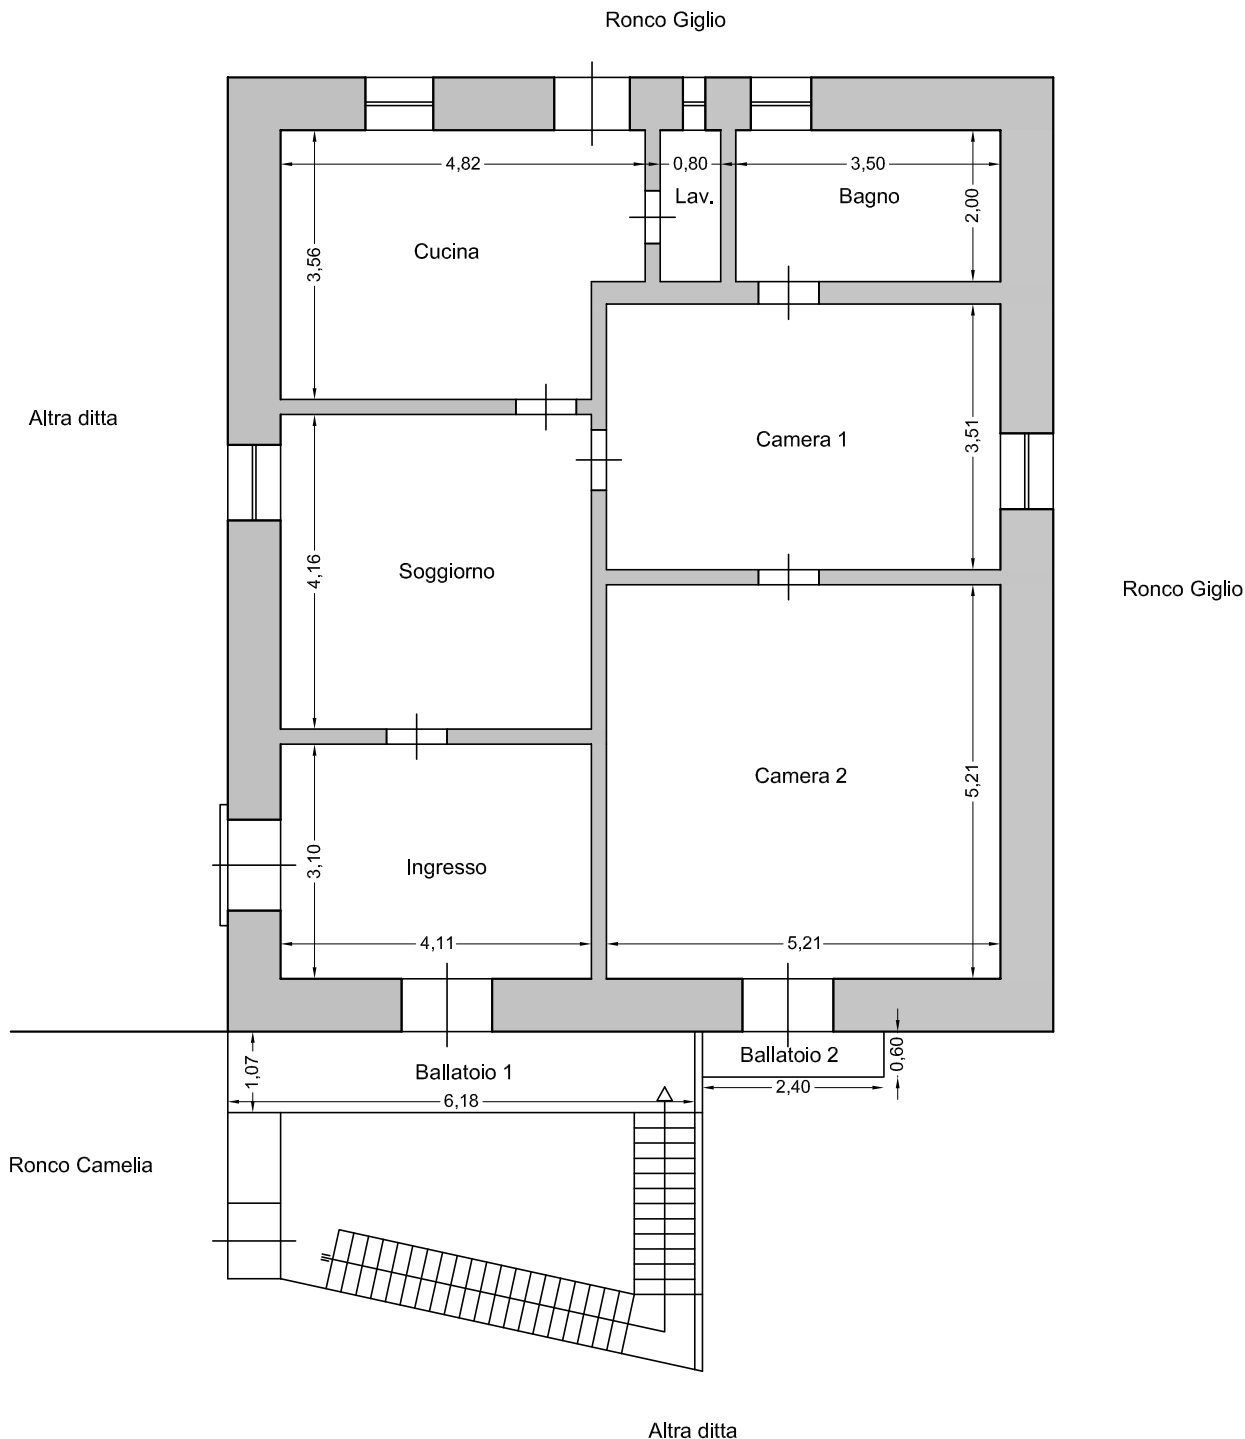 Ronco Giglio
4,82
0,80
3,50
Lav.
Bagno
2,00
Cucina
3,56
Altra ditta
Camera 1
3,51
Soggiorno
4,16
Ronco Giglio
Camera 2
5,21
Ingresso
3,10
4,11
5,21
Ballatoio 1
1,07
6,18
Ballatoio 2
0,60
2,40
Ronco Camelia
Altra ditta